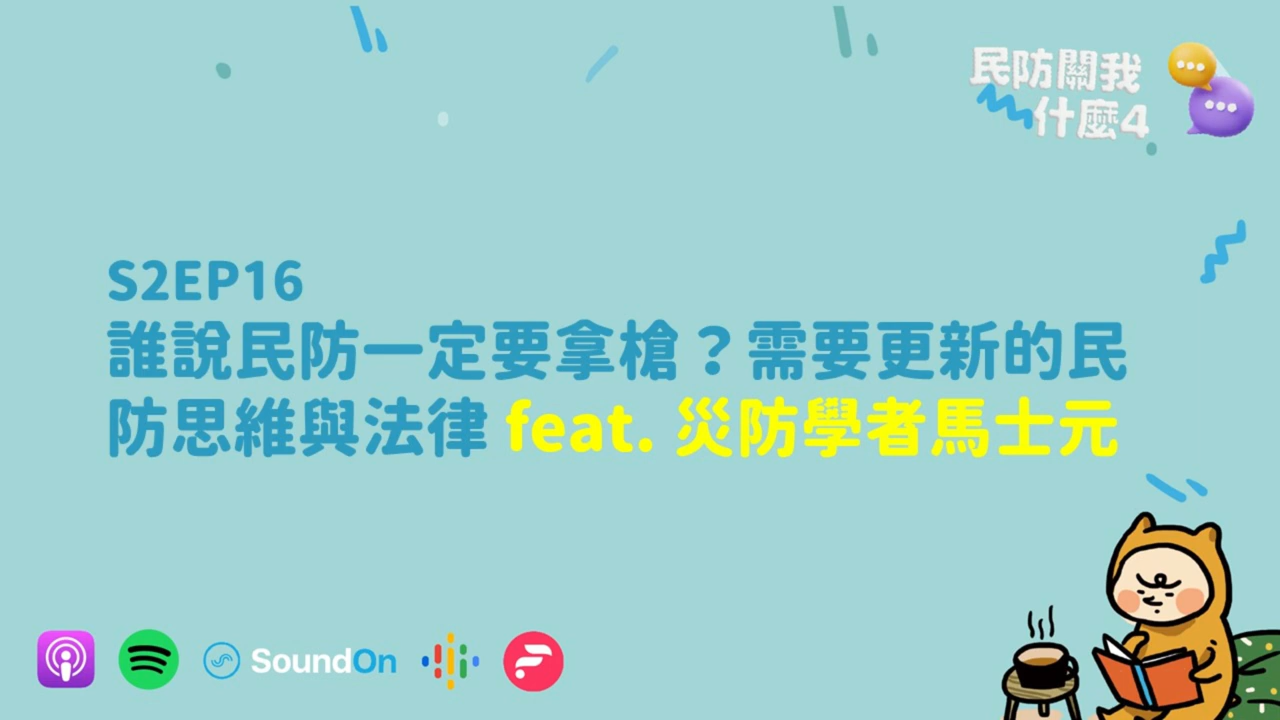 民防關我
什麼4
S2EP16
誰說民防一定要拿槍？需要更新的民
防思維與法律 feat. 災防學者馬士元
SoundOn